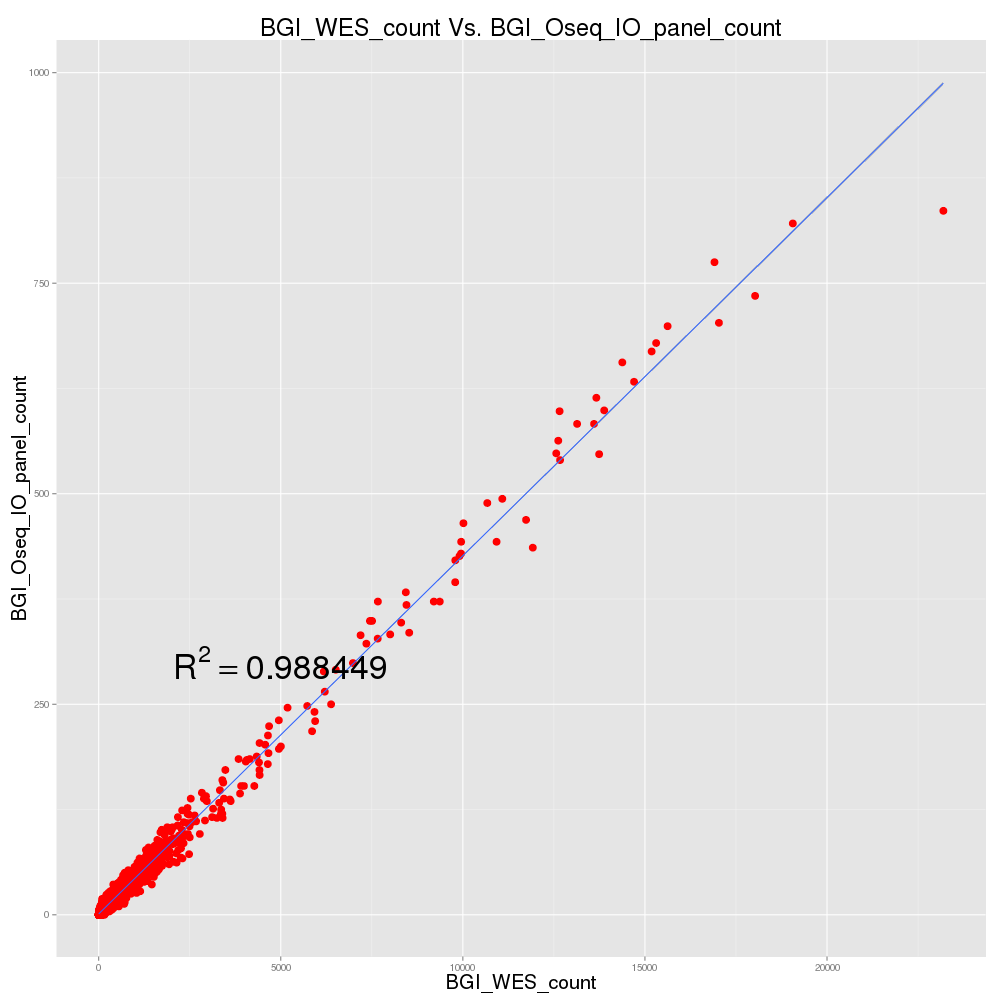 BGI_WES_count Vs. BGI_Oseq_IO_panel_count
1000
750
500
250
0
BGI_Oseq_IO_panel_count
R² = 0.988449
0 5000 10000 15000 20000
BGI_WES_count